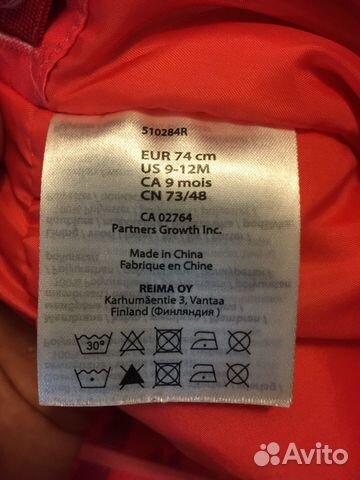 510284R
EUR 74 cm
US 9-12M
CA 9 mois
CN 73/48
CA 02764
Partners Growth Inc.
Made in China
Fabrique en Chine
REIMA OY
Karhumäentie 3, Vantaa
Finland (Финляндия )
30°
Avito